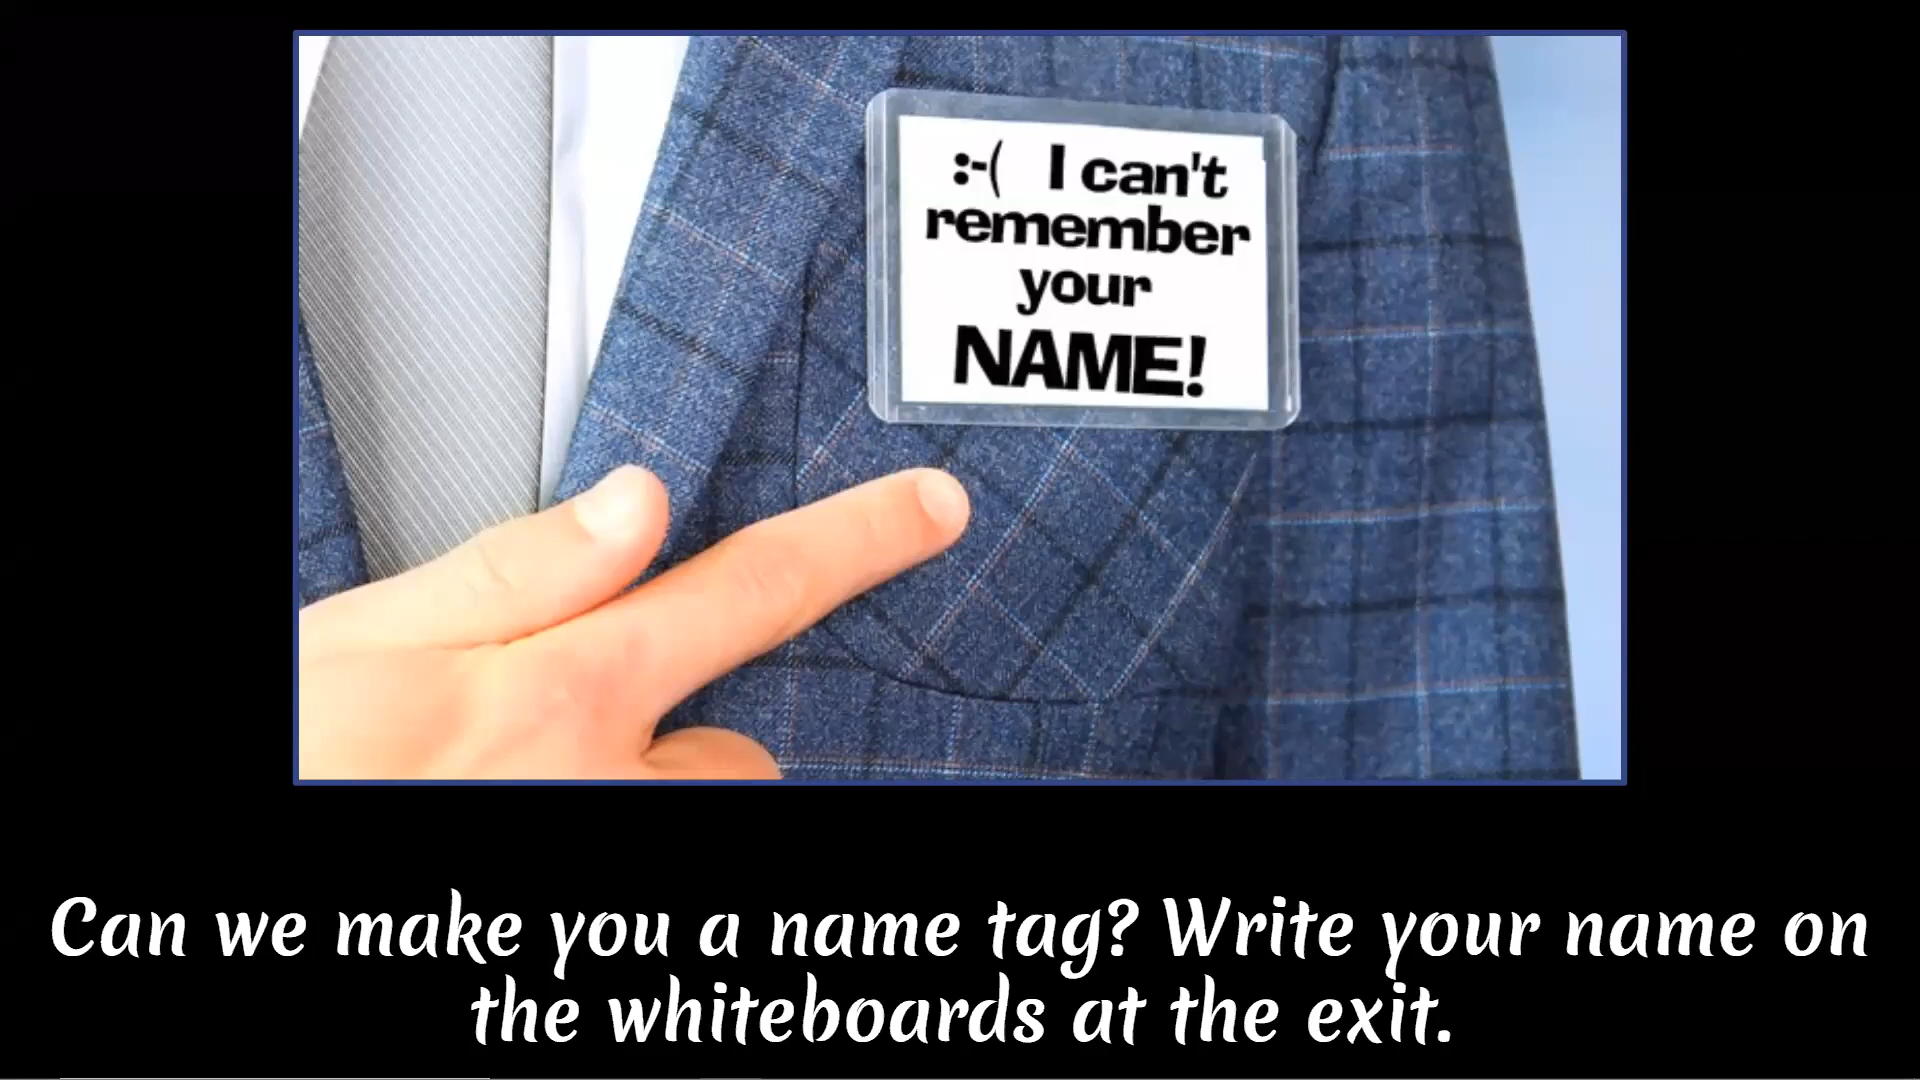 :-( I can't
remember
your
NAME!
Can we make you a name tag? Write your name on
the whiteboards at the exit.